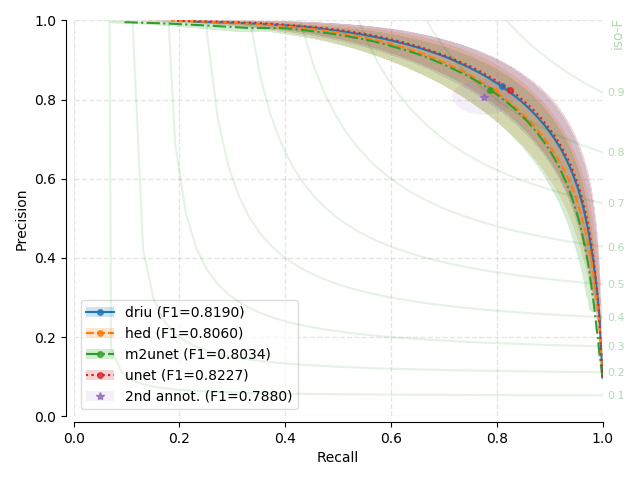 1.0
0.8
0.6
0.4
0.2
0.0
Precision
0.0
0.2
0.4
0.6
0.8
1.0
Recall
iso-F
0.9
0.8
0.7
0.6
0.5
0.4
0.3
0.2
0.1
driu (F1=0.8190)
hed (F1=0.8060)
m2unet (F1=0.8034)
unet (F1=0.8227)
2nd annot. (F1=0.7880)